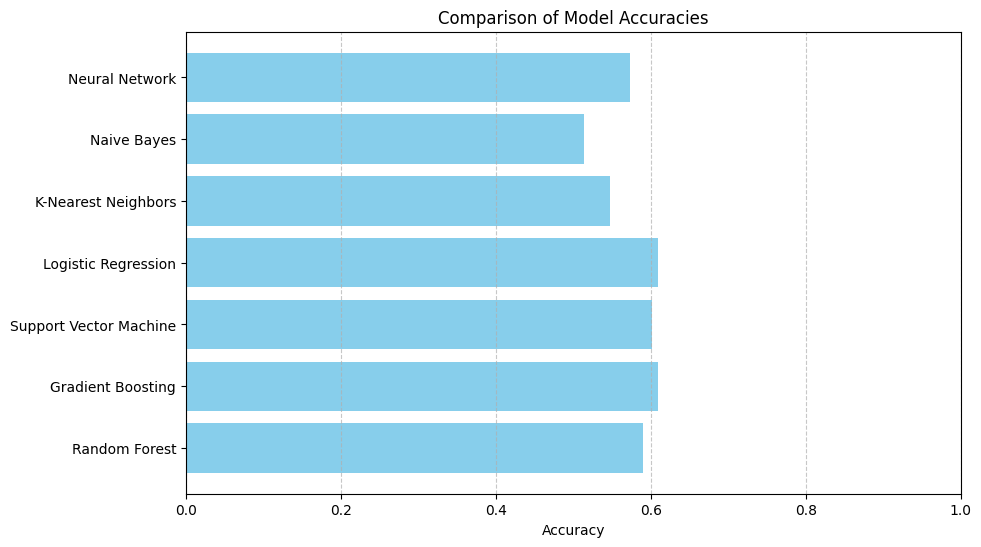 Comparison of Model Accuracies
Neural Network
Naive Bayes
K-Nearest Neighbors
Logistic Regression
Support Vector Machine
Gradient Boosting
Random Forest
0.0 0.2 0.4 0.6 0.8 1.0
Accuracy